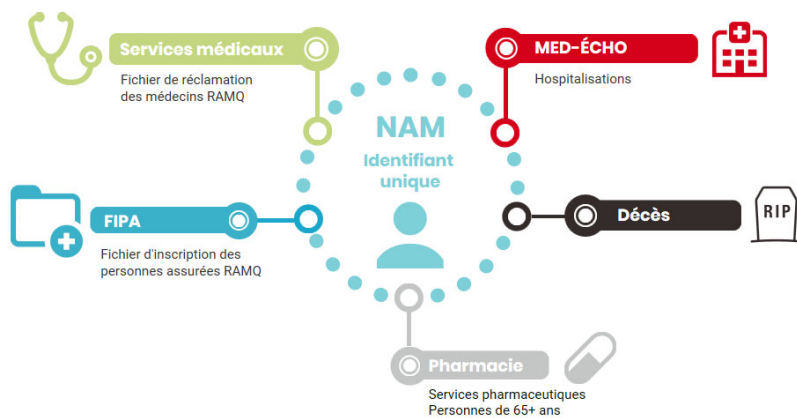 Services médicaux
Fichier de réclamation
des médecins RAMQ
MED-ÉCHO
Hospitalisations
NAM
Identifiant
unique
FIPA
Fichier d'inscription des
personnes assurées RAMQ
Décès
RIP
Pharmacie
Services pharmaceutiques
Personnes de 65+ ans